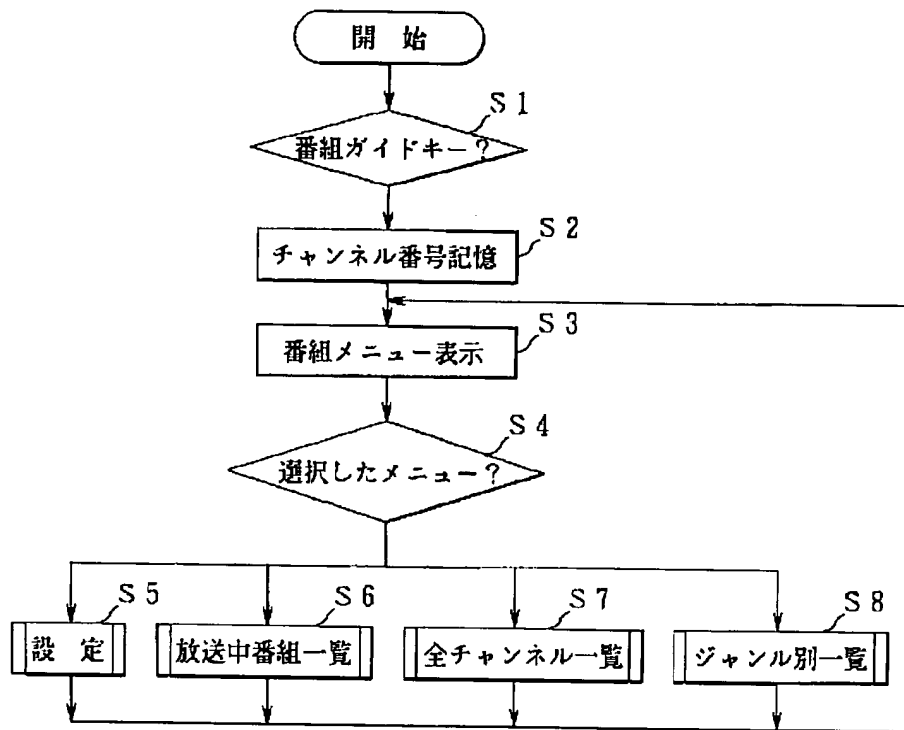 開 始
S1
番組ガイドキー?
S2
チャンネル番号記憶
S3
番組メニュー表示
S4
選択したメニュー?
S5
S6
S7
S8
設 定
放送中番組一覧
全チャンネル一覧
ジャンル別一覧